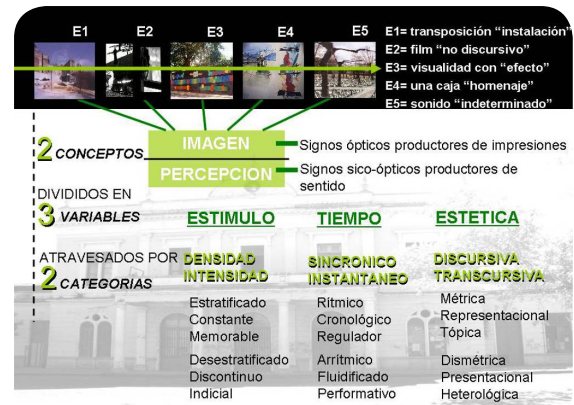 E1 E2 E3 E4 E5
E1= transposición “instalación”
E2= film “no discursivo”
E3= visualidad con “efecto”
E4= una caja “homenaje”
E5= sonido “indeterminado”
2 CONCEPTOS
IMAGEN
PERCEPCION
Signos ópticos productores de impresiones
Signos sico-ópticos productores de
sentido
DIVIDIDOS EN
3 VARIABLES
ESTIMULO TIEMPO ESTETICA
ATRAVESADOS POR
2 CATEGORIAS
DENSIDAD
INTENSIDAD
Estratificado
Constante
Memorable
Desestratificado
Discontinuo
Indicial
SINCRONICO
INSTANTANEO
Rítmico
Cronológico
Regulador
Arrítmico
Fluidificado
Performativo
DISCURSIVA
TRANSCURSIVA
Métrica
Representacional
Tópica
Dismétrica
Presentacional
Heterológica